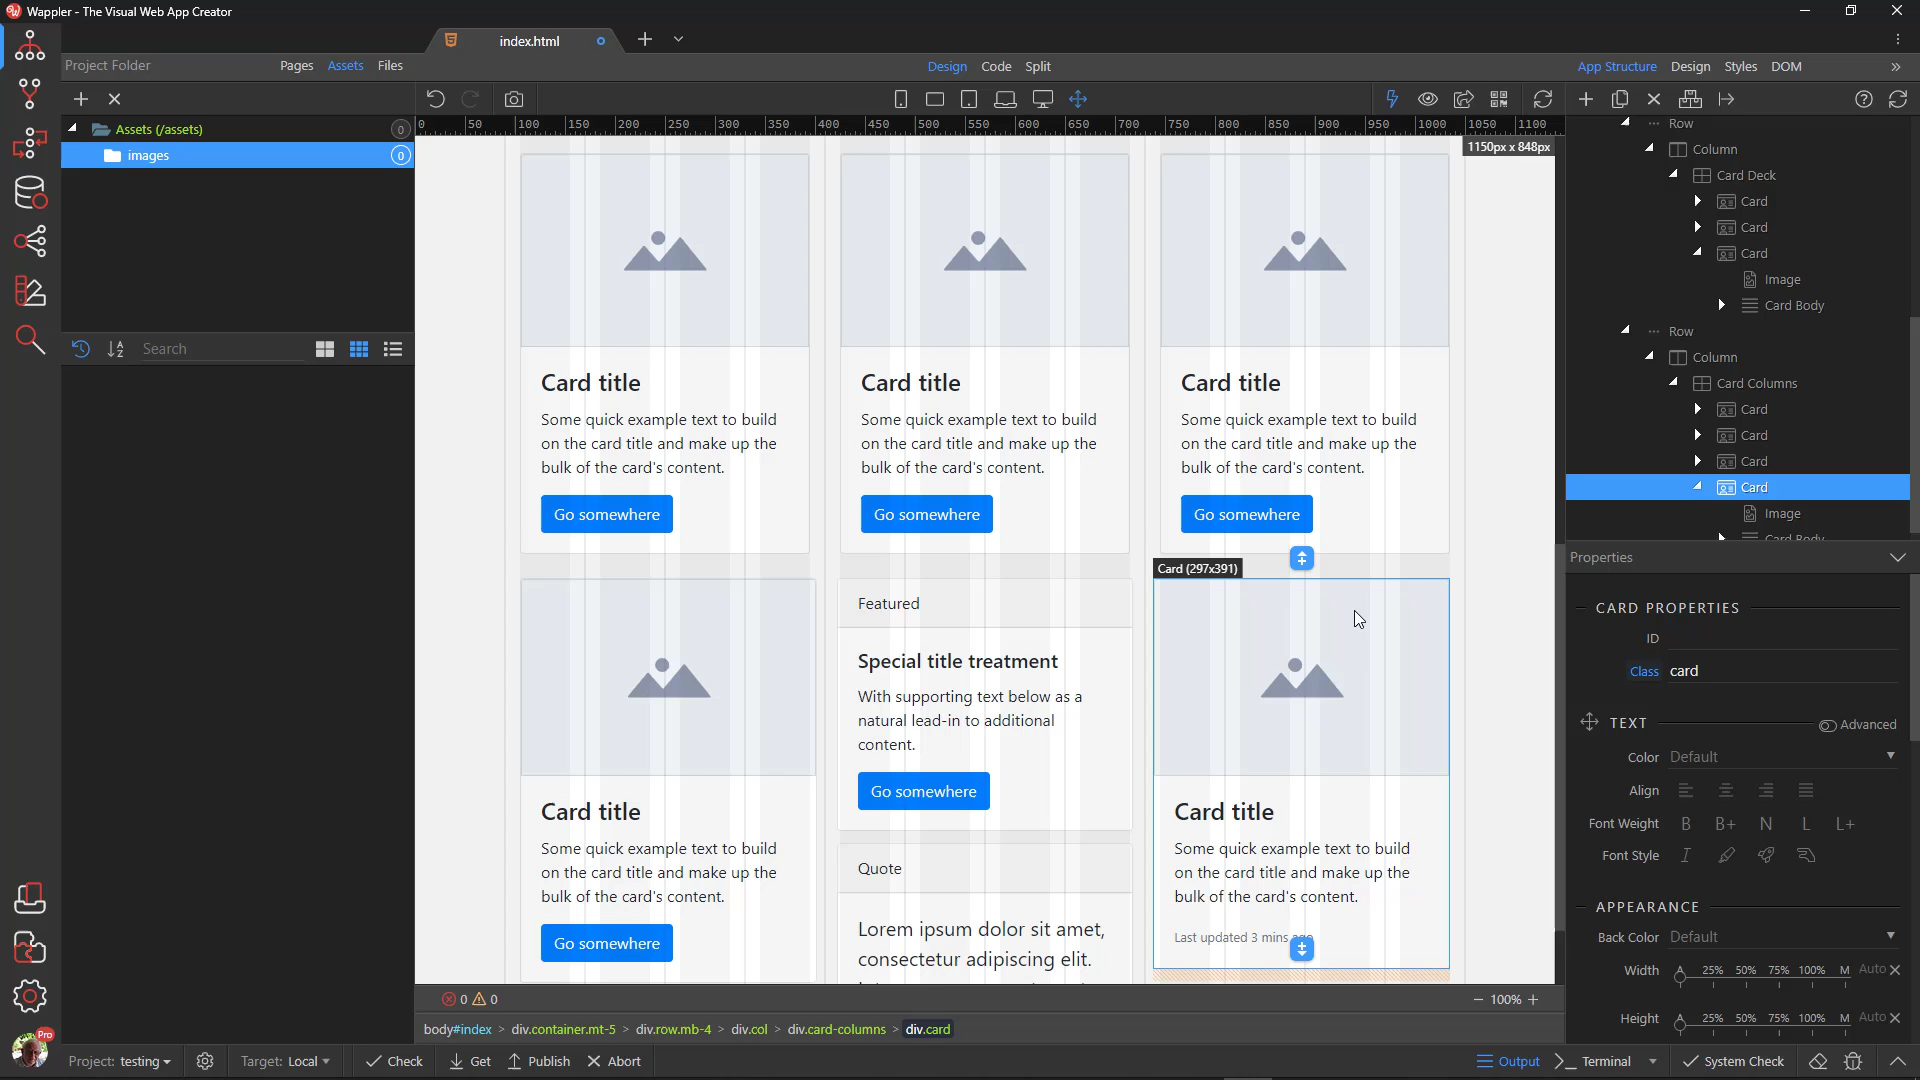 Wappler - The Visual Web App Creator
index.html
Project Folder
Pages Assets Files
Design Code Split
App Structure Design Styles DOM
Assets (/assets) 0
images 0
Search
0 50 100 150 200 250 300 350 400 450 500 550 600 650 700 750 800 850 900 950 1000 1050 1100
1150px x 848px
Card title
Some quick example text to build
on the card title and make up the
bulk of the card's content.
Go somewhere
Card title
Some quick example text to build
on the card title and make up the
bulk of the card's content.
Go somewhere
Card title
Some quick example text to build
on the card title and make up the
bulk of the card's content.
Go somewhere
Card title
Some quick example text to build
on the card title and make up the
bulk of the card's content.
Go somewhere
Featured
Special title treatment
With supporting text below as a
natural lead-in to additional
content.
Go somewhere
Quote
Lorem ipsum dolor sit amet,
consectetur adipiscing elit.
Card (297x391)
Card title
Some quick example text to build
on the card title and make up the
bulk of the card's content.
Last updated 3 mins ago
Row
Column
Card Deck
Card
Card
Card
Image
Card Body
Row
Column
Card Columns
Card
Card
Card
Card
Image
Card Body
Properties
CARD PROPERTIES
ID
Class card
TEXT Advanced
Color Default
Align
Font Weight B B+ N L L+
Font Style I
APPEARANCE
Back Color Default
Width A 25% 50% 75% 100% M Auto
Height A 25% 50% 75% 100% M Auto
0 0
100%
body#index > div.container.mt-5 > div.row.mb-4 > div.col > div.card-columns > div.card
Pro
Project: testing Target: Local Check Get Publish Abort
Output Terminal System Check